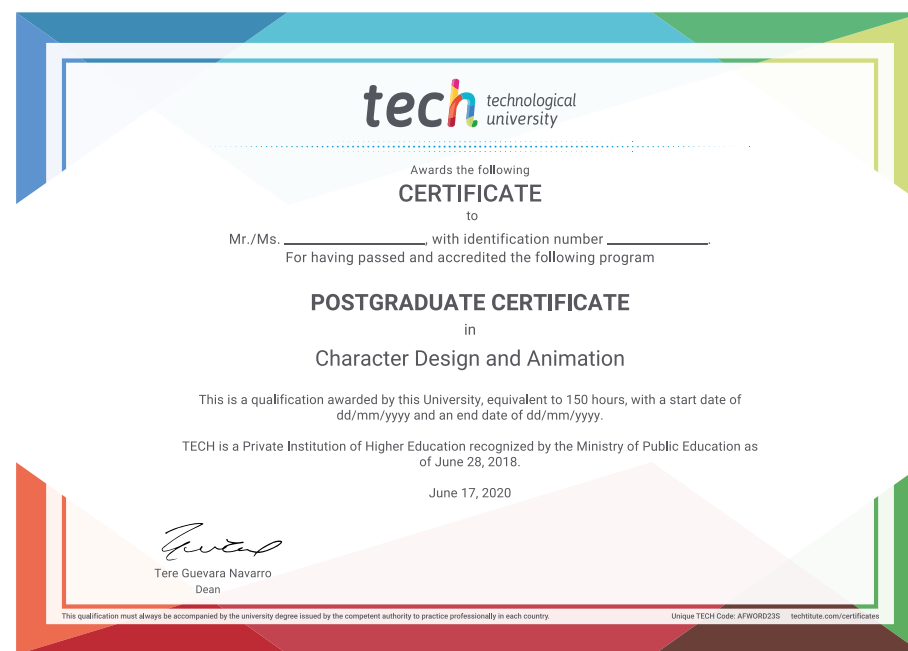 tech technological
university
Awards the following
CERTIFICATE
to
Mr./Ms. ____________________, with identification number ______________.
For having passed and accredited the following program
POSTGRADUATE CERTIFICATE
in
Character Design and Animation
This is a qualification awarded by this University, equivalent to 150 hours, with a start date of
dd/mm/yyyy and an end date of dd/mm/yyyy.
TECH is a Private Institution of Higher Education recognized by the Ministry of Public Education as
of June 28, 2018.
June 17, 2020
Tere Guevara Navarro
Dean
This qualification must always be accompanied by the university degree issued by the competent authority to practice professionally in each country. Unique TECH Code: AFWORD23S techtitute.com/certificates